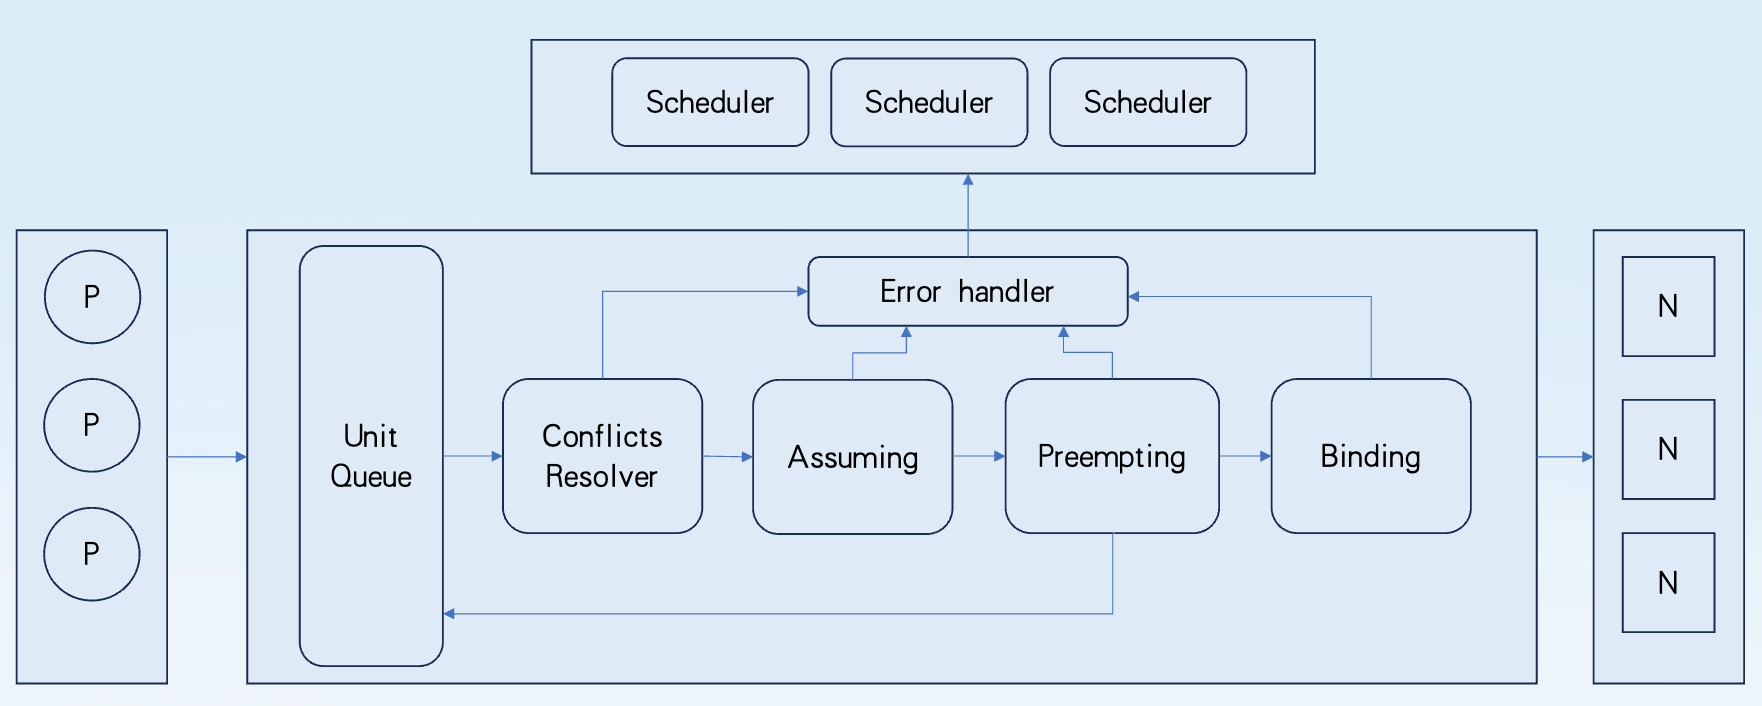 Scheduler
Scheduler
Scheduler
P
P
P
Unit
Queue
Error handler
Conflicts
Resolver
Assuming
Preempting
Binding
N
N
N